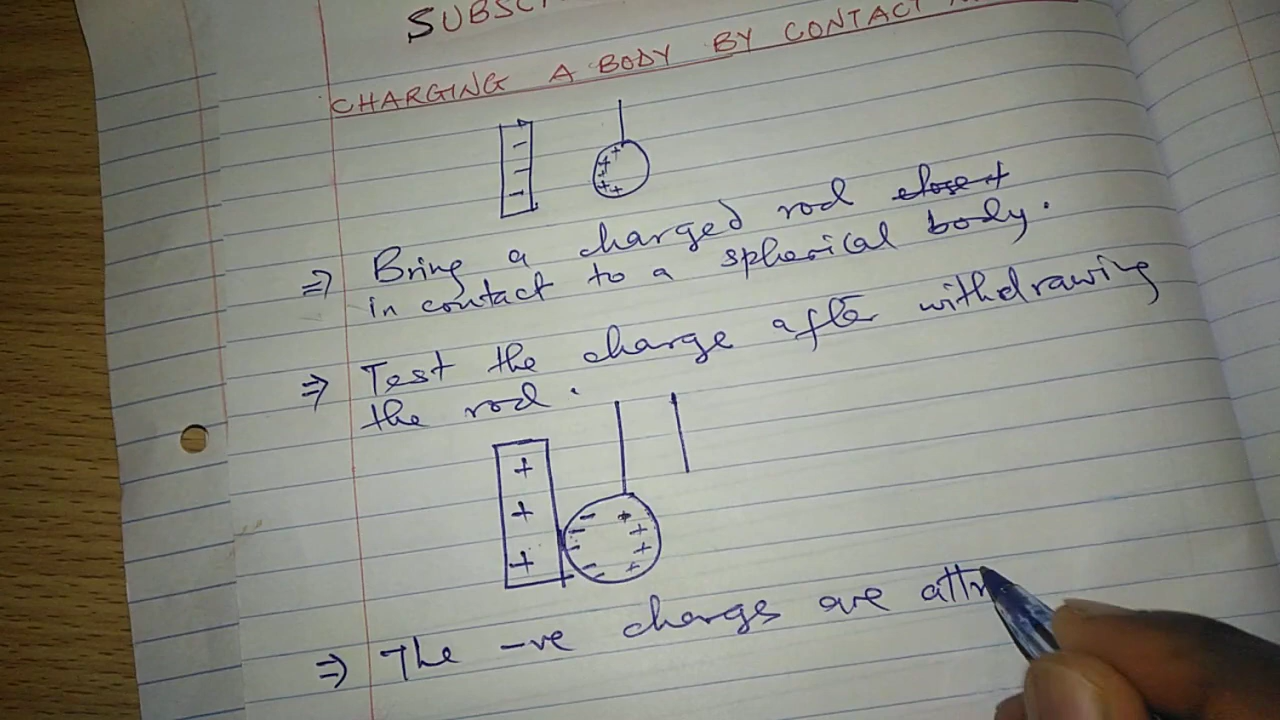 CHARGING A BODY BY CONTACT
- - - + + + + +
⇒ Bring a charged rod close t
in contact to a spherical body.
⇒ Test the charge after withdrawing
the rod.
+ - +
+ - - + +
+ - +
⇒ The -ve charges are attr